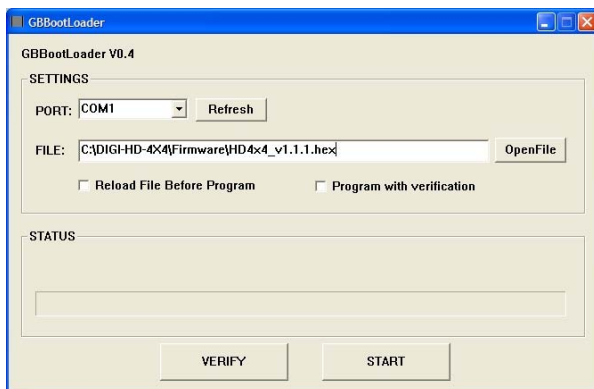 GBBootLoader
GBBootLoader V0.4
SETTINGS
PORT: COM1 Refresh
FILE: C:\DIGI-HD-4X4\Firmware\HD4x4_v1.1.1.hex OpenFile
Reload File Before Program Program with verification
STATUS
VERIFY START